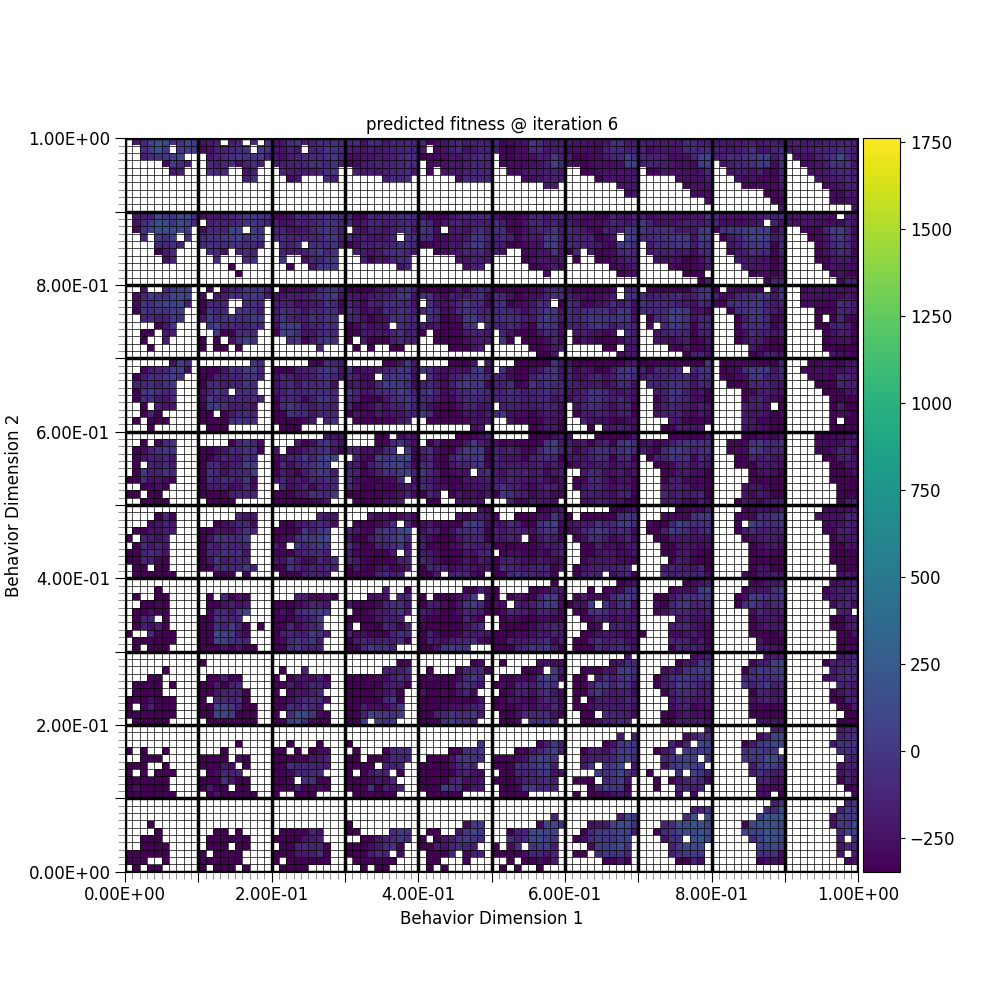 predicted fitness @ iteration 6
1.00E+00
8.00E-01
6.00E-01
4.00E-01
2.00E-01
0.00E+00
Behavior Dimension 2
0.00E+00 2.00E-01 4.00E-01 6.00E-01 8.00E-01 1.00E+00
Behavior Dimension 1
1750
1500
1250
1000
750
500
250
0
−250